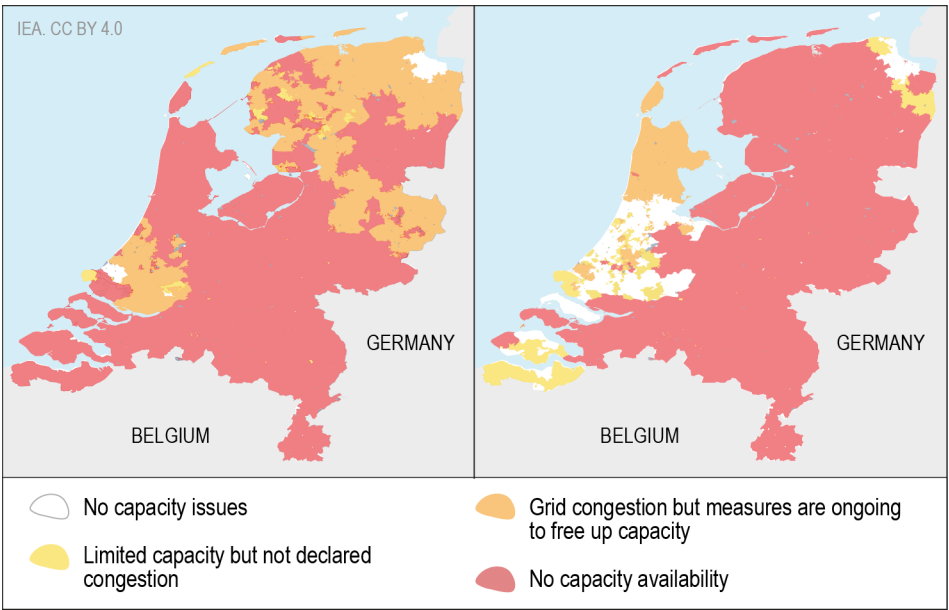 IEA. CC BY 4.0
GERMANY
BELGIUM
GERMANY
BELGIUM
No capacity issues
Limited capacity but not declared
congestion
Grid congestion but measures are ongoing
to free up capacity
No capacity availability